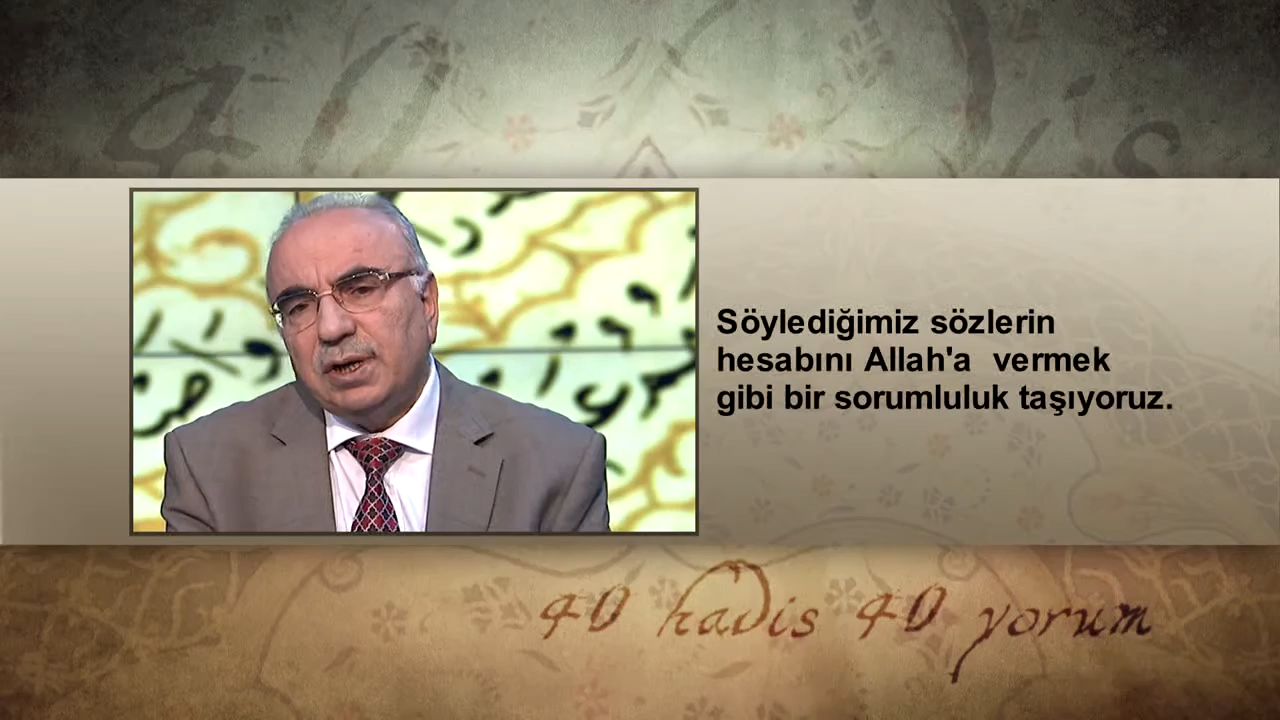 Söylediğimiz sözlerin
hesabını Allah'a  vermek
gibi bir sorumluluk taşıyoruz.
40 hadis 40 yorum